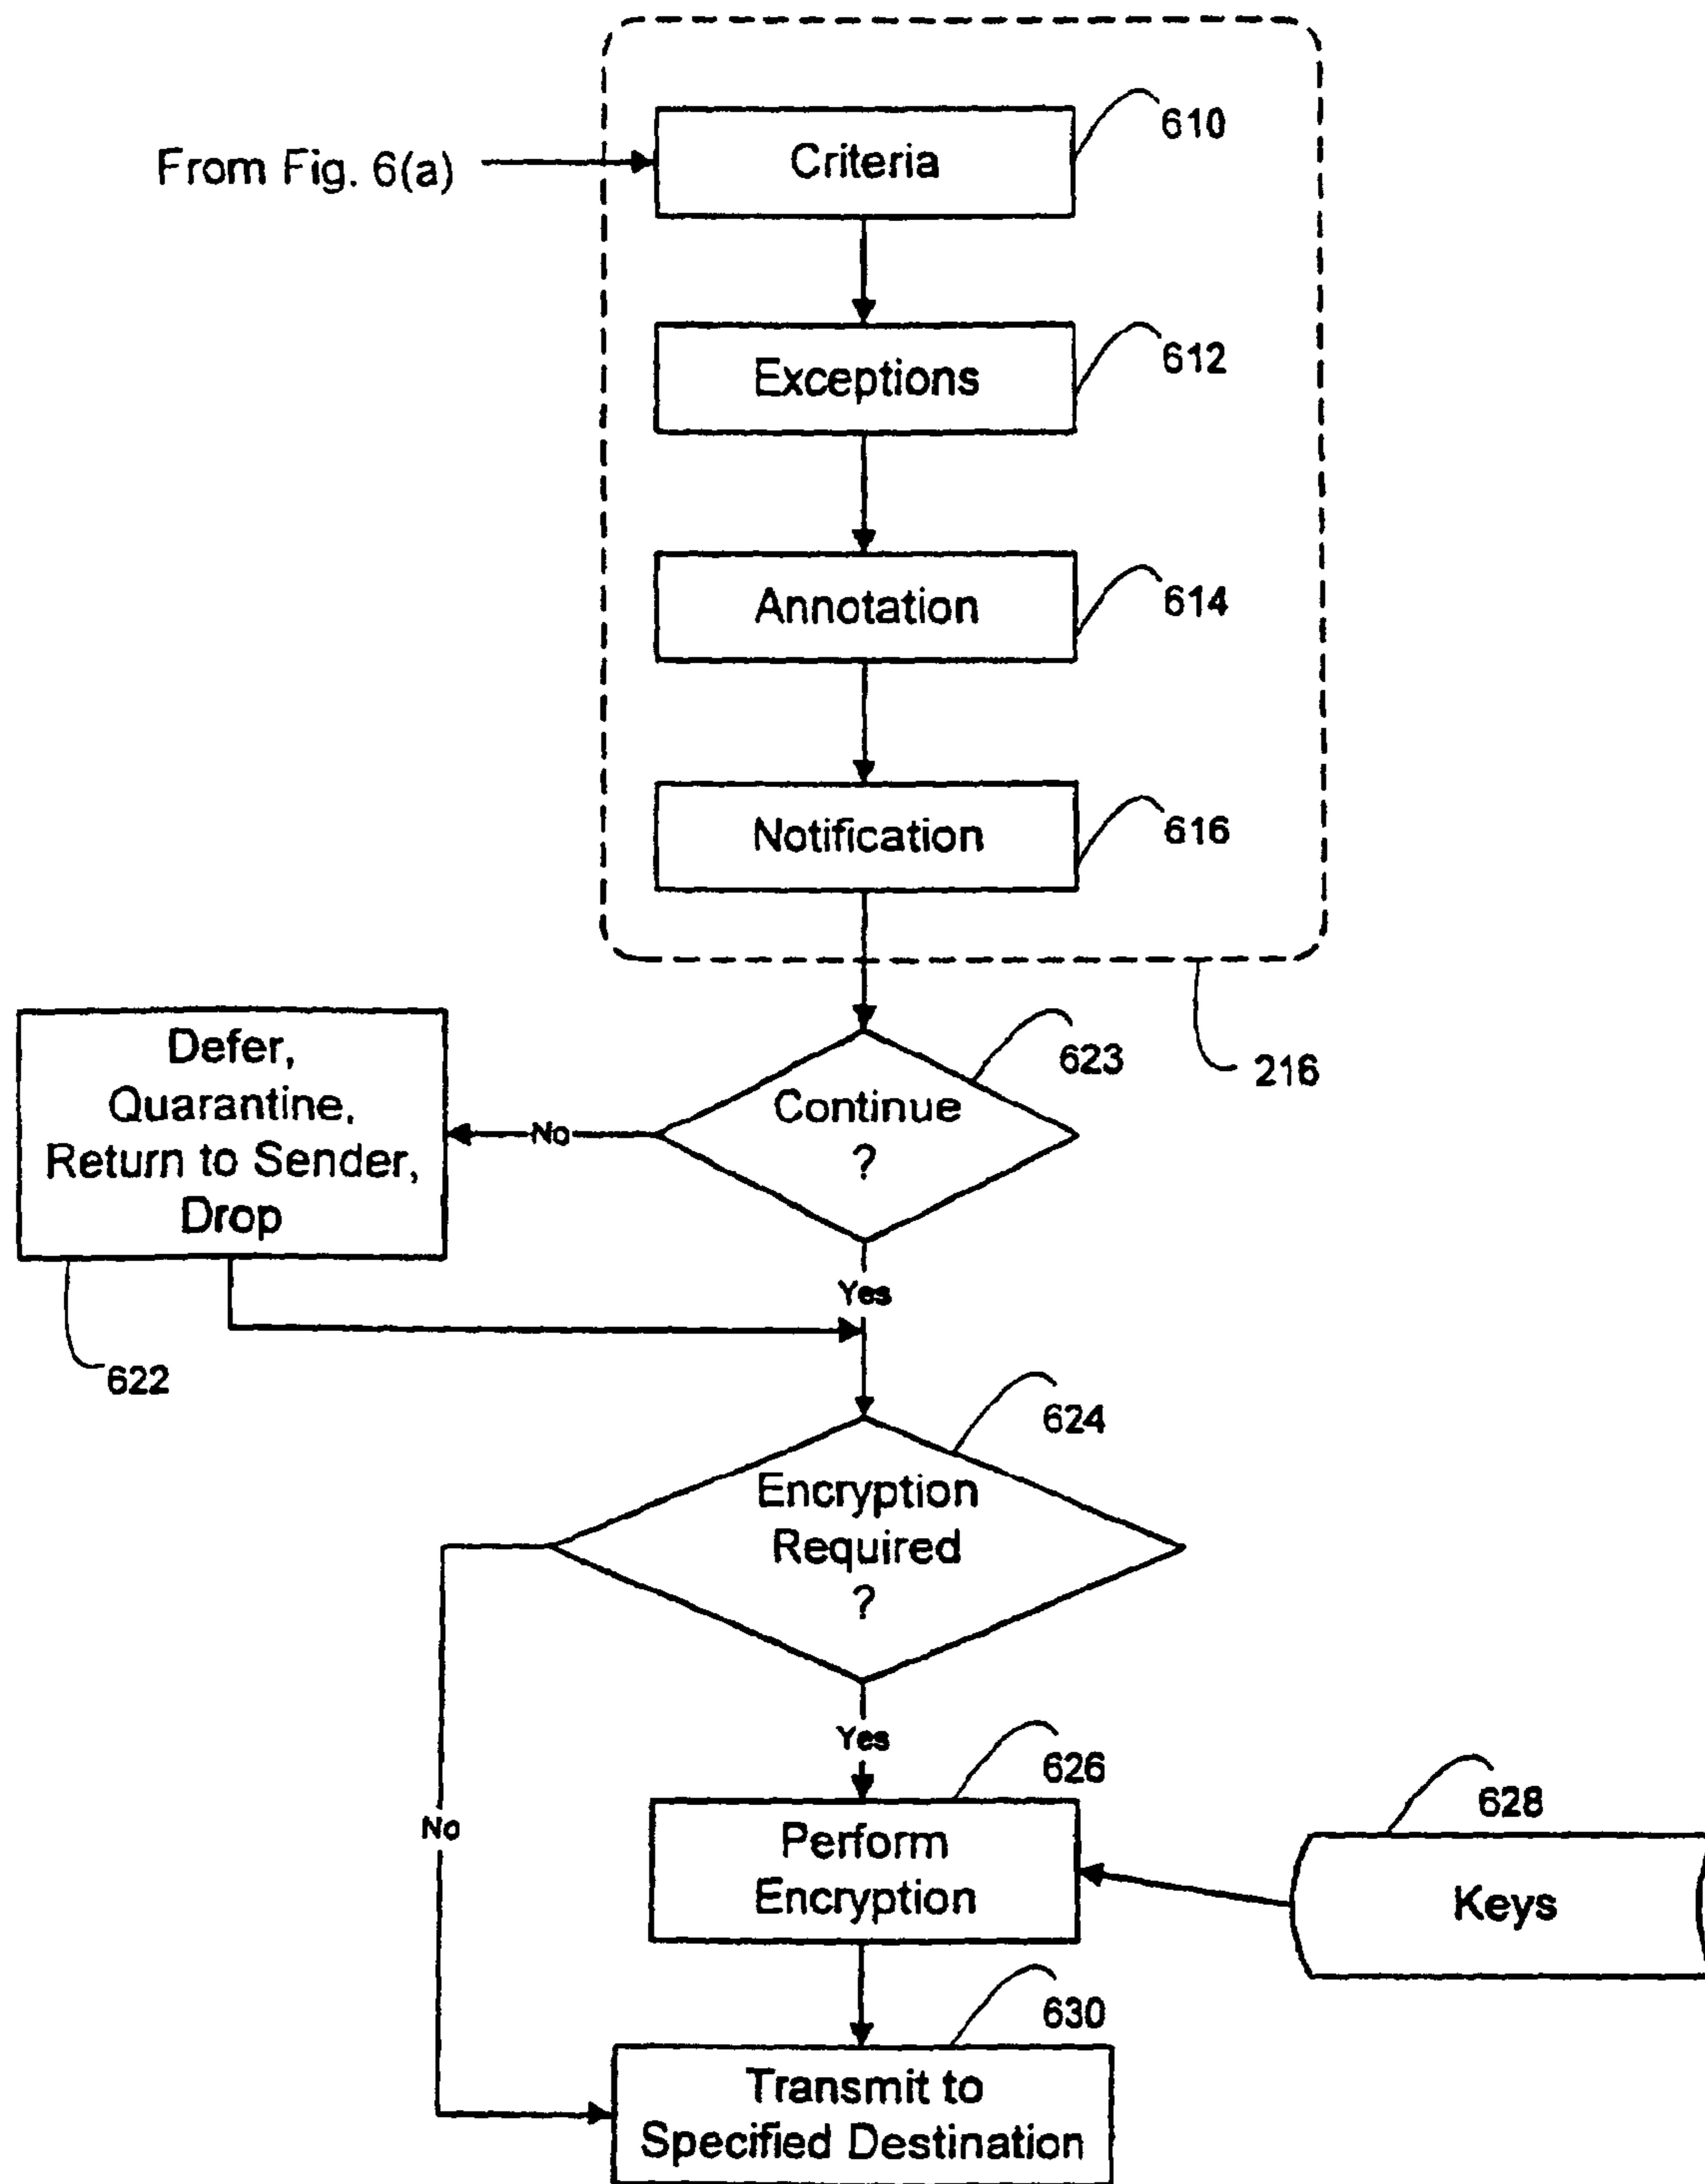 610
From Fig. 6(a)
Criteria
612
Exceptions
614
Annotation
616
Notification
623
216
Continue
?
Defer,
Quarantine,
Return to Sender,
Drop
No
Yes
622
624
Encryption
Required
?
Yes
626
No
628
Perform
Encryption
Keys
630
Transmit to
Specified Destination